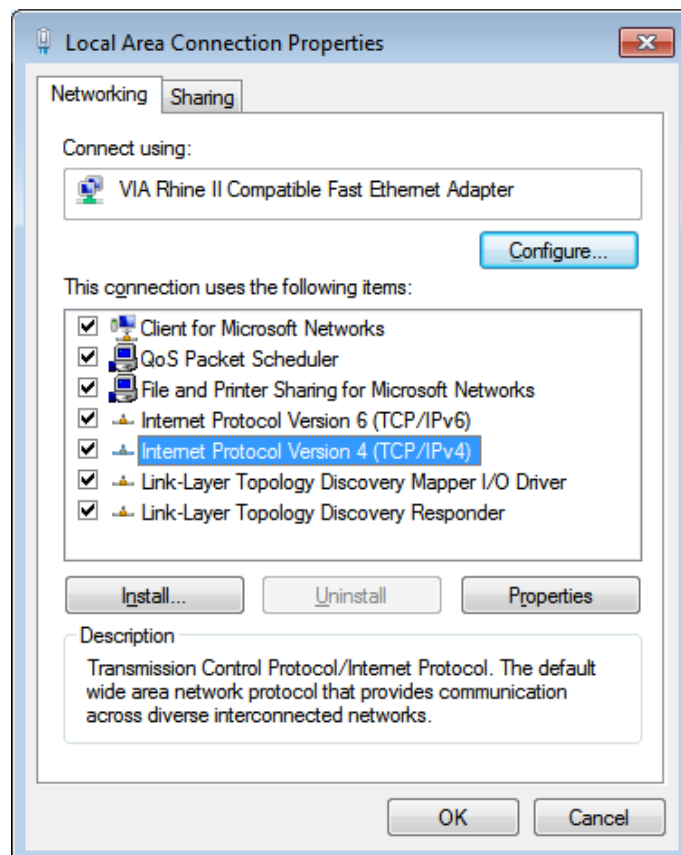 Local Area Connection Properties
Networking
Sharing
Connect using:
VIA Rhine II Compatible Fast Ethernet Adapter
Configure...
This connection uses the following items:
Client for Microsoft Networks
QoS Packet Scheduler
File and Printer Sharing for Microsoft Networks
Internet Protocol Version 6 (TCP/IPv6)
Internet Protocol Version 4 (TCP/IPv4)
Link-Layer Topology Discovery Mapper I/O Driver
Link-Layer Topology Discovery Responder
Install...
Uninstall
Properties
Description
Transmission Control Protocol/Internet Protocol. The default
wide area network protocol that provides communication
across diverse interconnected networks.
OK
Cancel